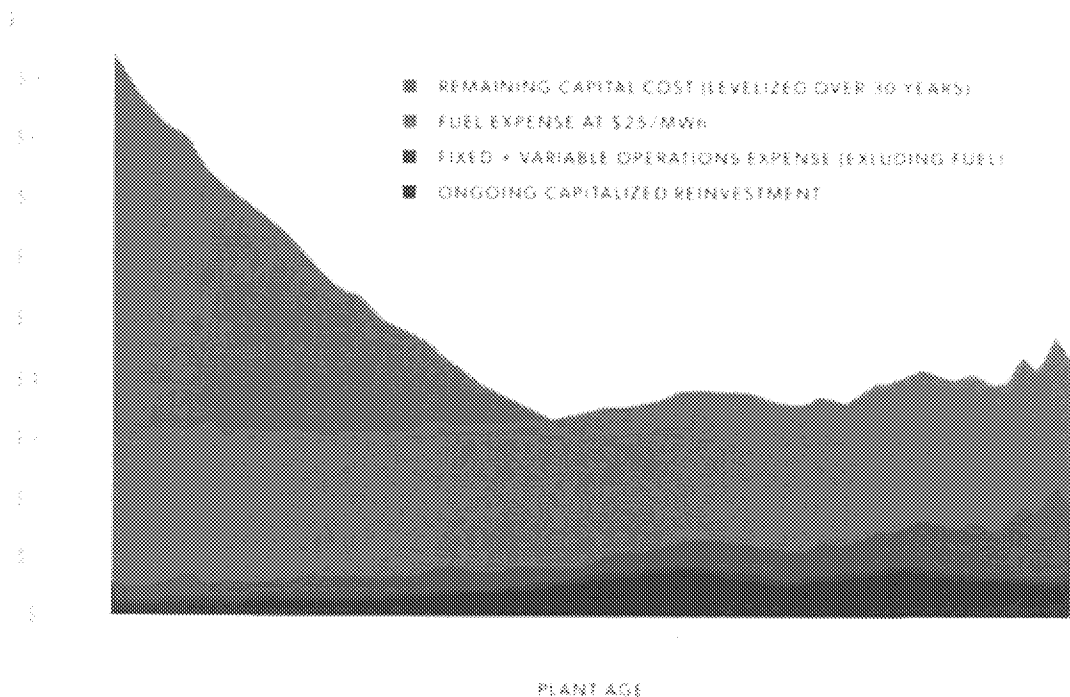 REMAINING CAPITAL COST (LEVELIZED OVER 30 YEARS)
FUEL EXPENSE AT $25/MWh
FIXED + VARIABLE OPERATIONS EXPENSE (EXLUDING FUEL)
ONGOING CAPITALIZED REINVESTMENT
PLANT AGE